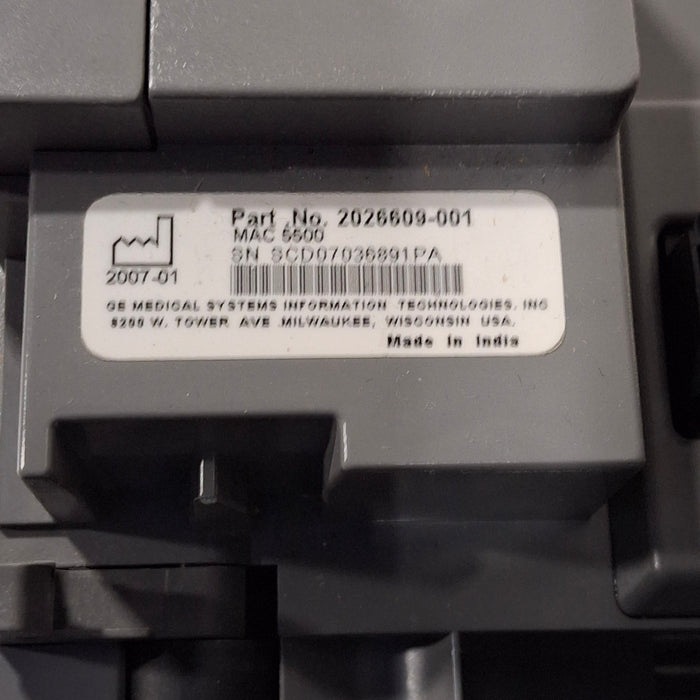 Part .No. 2026609-001
MAC 5500
SN SCD07036891PA
2007-01
GE MEDICAL SYSTEMS INFORMATION TECHNOLOGIES, INC
8200 W. TOWER AVE .MILWAUKEE, WISCONSIN USA.
Made In India